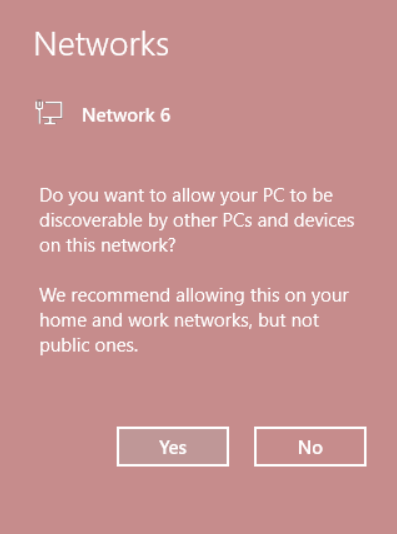 Networks
Network 6
Do you want to allow your PC to be
discoverable by other PCs and devices
on this network?
We recommend allowing this on your
home and work networks, but not
public ones.
Yes
No